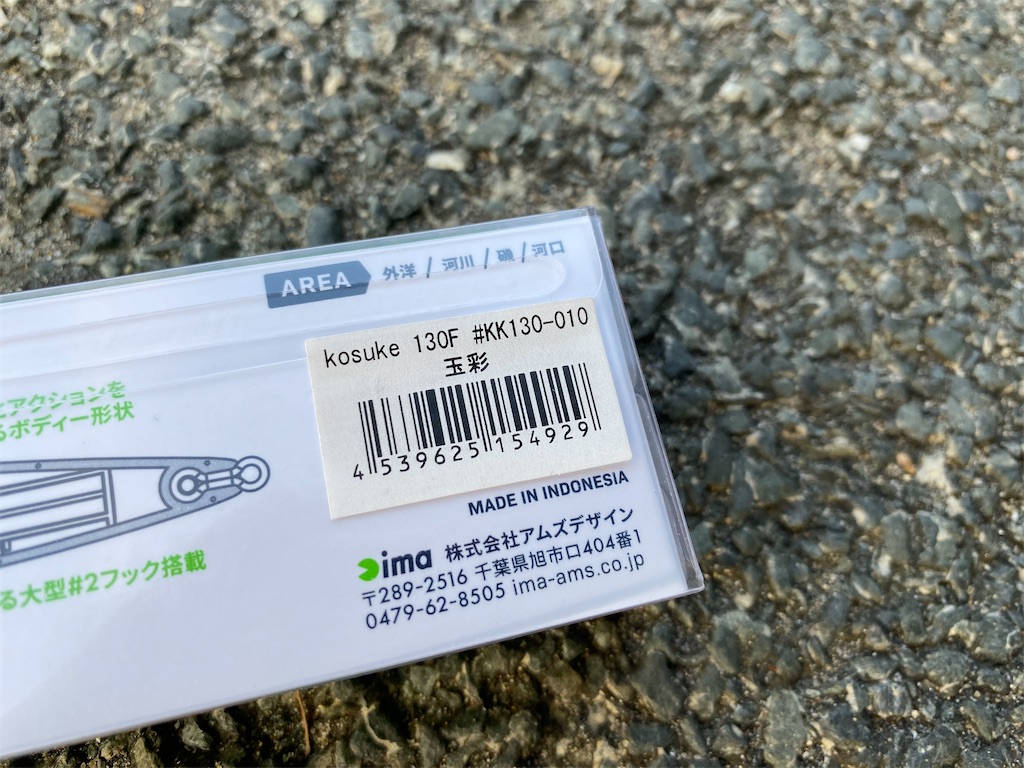 AREA 外洋 / 河川 / 磯 / 河口
kosuke 130F #KK130-010
玉彩
4 539625 154929
とアクションを
るボディー形状
る大型#2フック搭載
MADE IN INDONESIA
ima 株式会社アムズデザイン
〒289-2516 千葉県旭市ロ404番1
0479-62-8505 ima-ams.co.jp